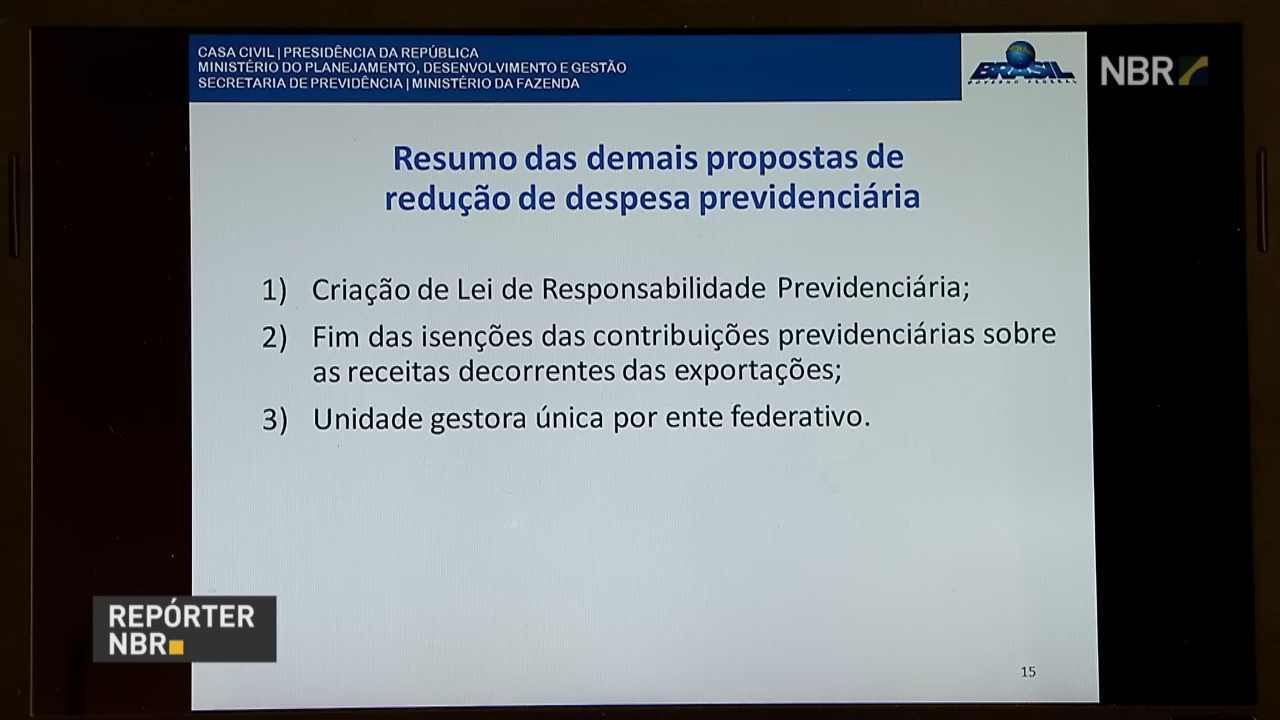 CASA CIVIL | PRESIDÊNCIA DA REPÚBLICA
MINISTÉRIO DO PLANEJAMENTO, DESENVOLVIMENTO E GESTÃO
SECRETARIA DE PREVIDÊNCIA | MINISTÉRIO DA FAZENDA
BRASIL
GOVERNO FEDERAL
NBR
Resumo das demais propostas de
redução de despesa previdenciária
1) Criação de Lei de Responsabilidade Previdenciária;
2) Fim das isenções das contribuições previdenciárias sobre
as receitas decorrentes das exportações;
3) Unidade gestora única por ente federativo.
REPÓRTER
NBR
15